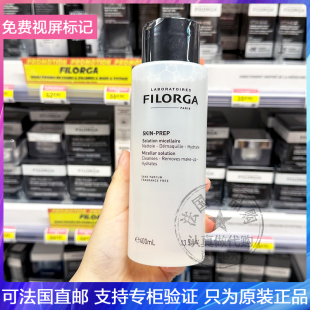 免费视屏标记
FILORGA
LABORATOIRES
FILORGA
PARIS
SKIN-PREP
Solution micellaire
Nettoie - Démaquille - Hydrate
Micellar solution
Cleanses - Removes make-up
Hydrates
SANS PARFUM
FRAGRANCE FREE
℮400mL
可法国直邮 支持专柜验证 只为原装正品